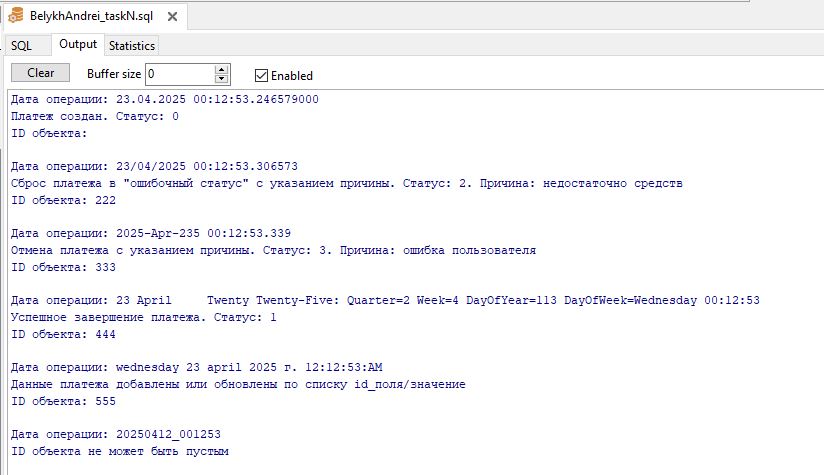 BelykhAndrei_taskN.sql
SQL Output Statistics
Clear Buffer size 0 Enabled
Дата операции: 23.04.2025 00:12:53.246579000
Платеж создан. Статус: 0
ID объекта:
Дата операции: 23/04/2025 00:12:53.306573
Сброс платежа в "ошибочный статус" с указанием причины. Статус: 2. Причина: недостаточно средств
ID объекта: 222
Дата операции: 2025-Apr-235 00:12:53.339
Отмена платежа с указанием причины. Статус: 3. Причина: ошибка пользователя
ID объекта: 333
Дата операции: 23 April     Twenty Twenty-Five: Quarter=2 Week=4 DayOfYear=113 DayOfWeek=Wednesday 00:12:53
Успешное завершение платежа. Статус: 1
ID объекта: 444
Дата операции: wednesday 23 april 2025 г. 12:12:53:AM
Данные платежа добавлены или обновлены по списку id_поля/значение
ID объекта: 555
Дата операции: 20250412_001253
ID объекта не может быть пустым